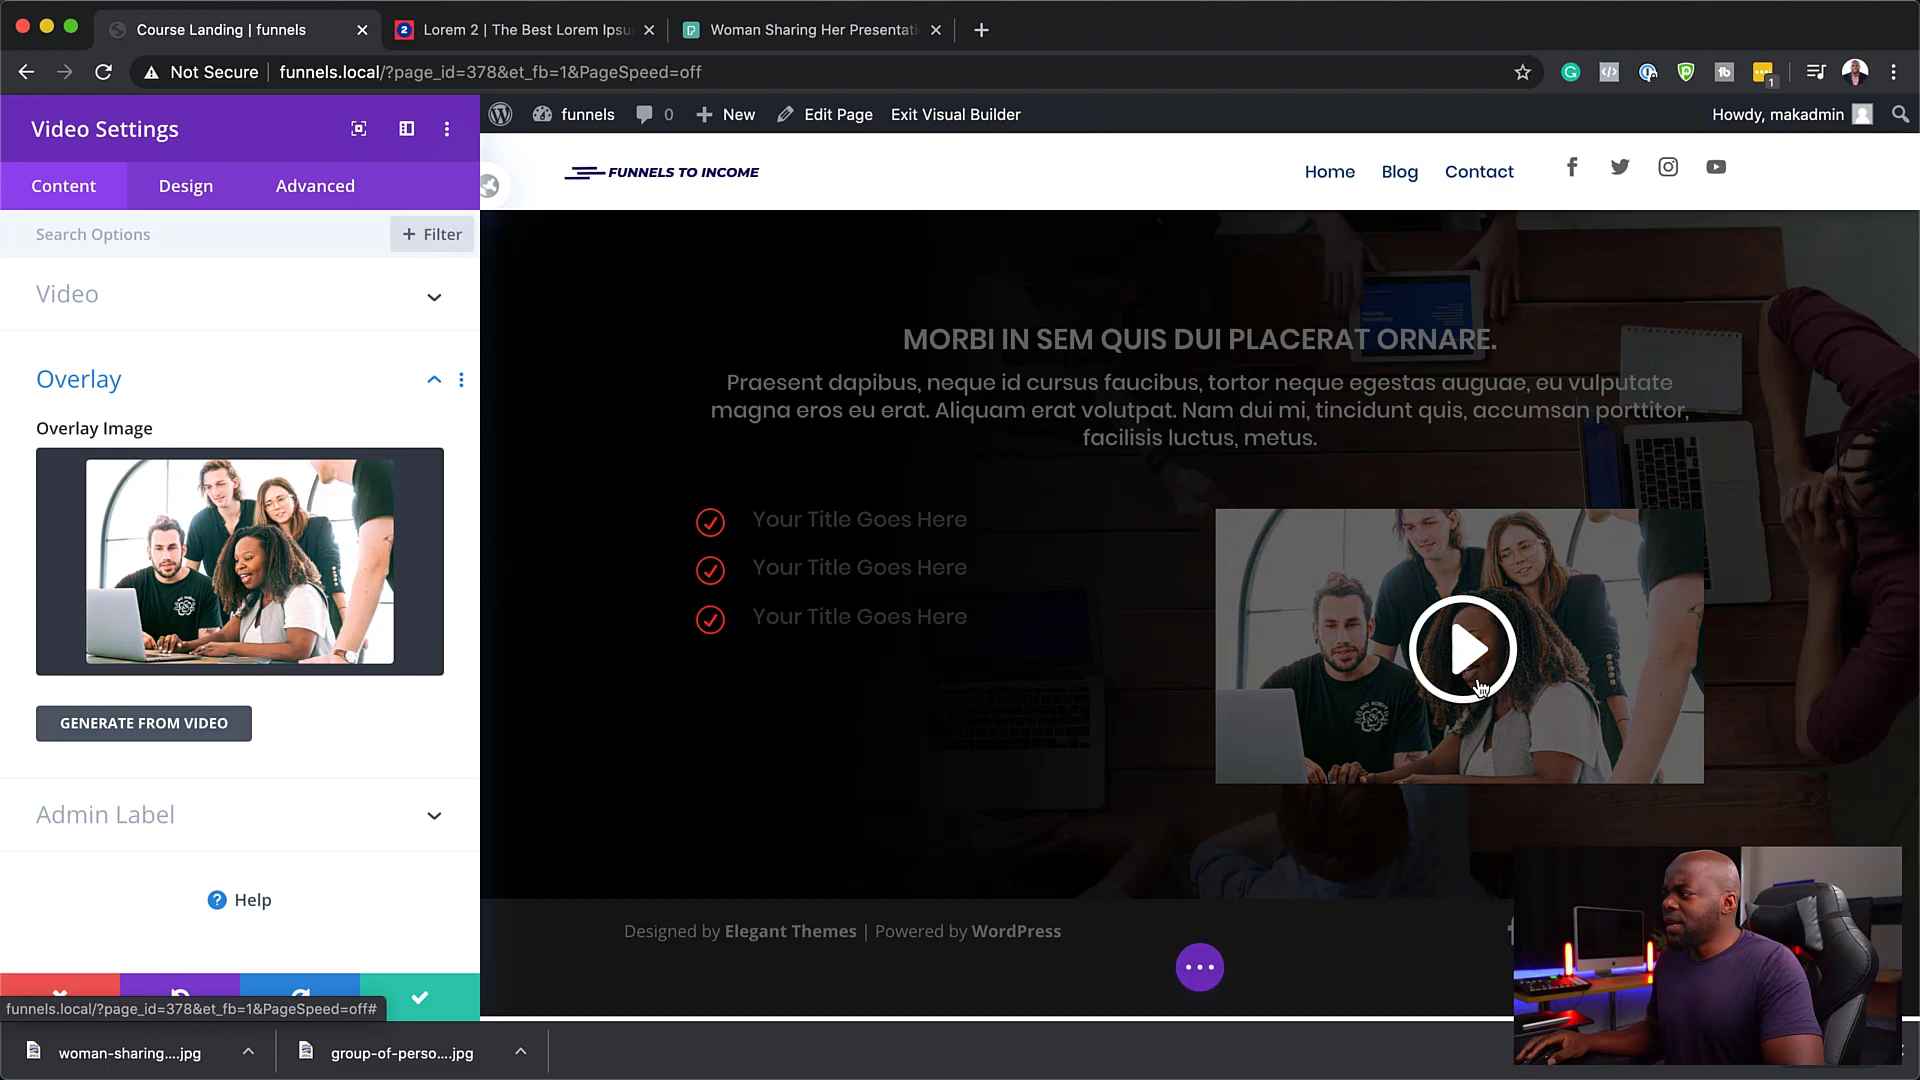 Course Landing | funnels
Lorem 2 | The Best Lorem Ipsu
Woman Sharing Her Presentati
Not Secure
funnels.local/?page_id=378&et_fb=1&PageSpeed=off
1
Video Settings
funnels
0
New
Edit Page
Exit Visual Builder
Howdy, makadmin
Content
Design
Advanced
FUNNELS TO INCOME
Home
Blog
Contact
Search Options
+ Filter
Video
Overlay
Overlay Image
GENERATE FROM VIDEO
Admin Label
Help
MORBI IN SEM QUIS DUI PLACERAT ORNARE.
Praesent dapibus, neque id cursus faucibus, tortor neque egestas auguae, eu vulputate
magna eros eu erat. Aliquam erat volutpat. Nam dui mi, tincidunt quis, accumsan porttitor,
facilisis luctus, metus.
Your Title Goes Here
Your Title Goes Here
Your Title Goes Here
Designed by Elegant Themes | Powered by WordPress
funnels.local/?page_id=378&et_fb=1&PageSpeed=off#
woman-sharing....jpg
group-of-perso....jpg